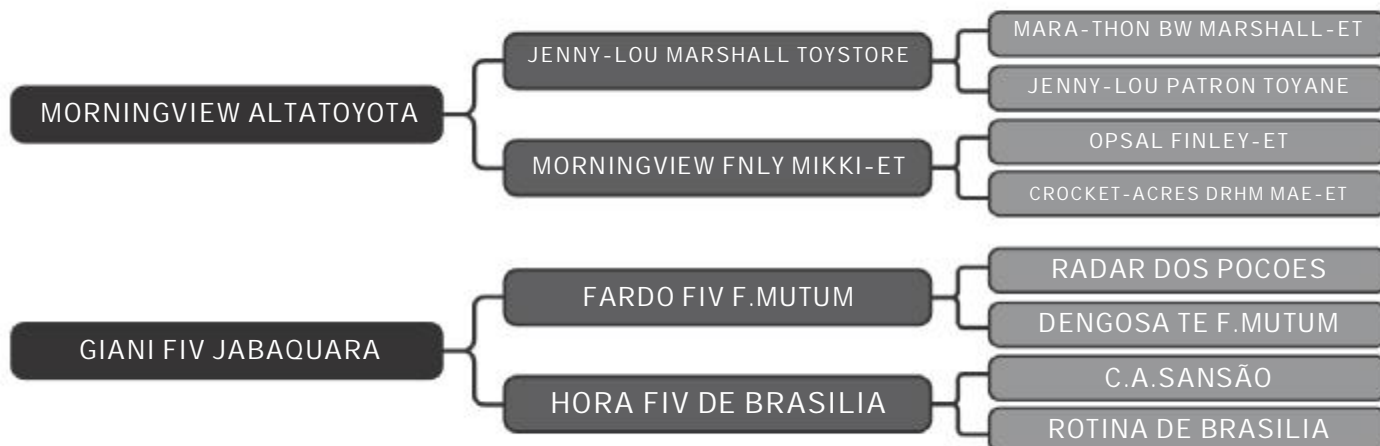 MORNINGVIEW ALTATOYOTA
JENNY-LOU MARSHALL TOYSTORE
MARA-THON BW MARSHALL-ET
JENNY-LOU PATRON TOYANE
MORNINGVIEW FNLY MIKKI-ET
OPSAL FINLEY-ET
CROCKET-ACRES DRHM MAE-ET
GIANI FIV JABAQUARA
FARDO FIV F.MUTUM
RADAR DOS POCOES
DENGOSA TE F.MUTUM
HORA FIV DE BRASILIA
C.A.SANSÃO
ROTINA DE BRASILIA